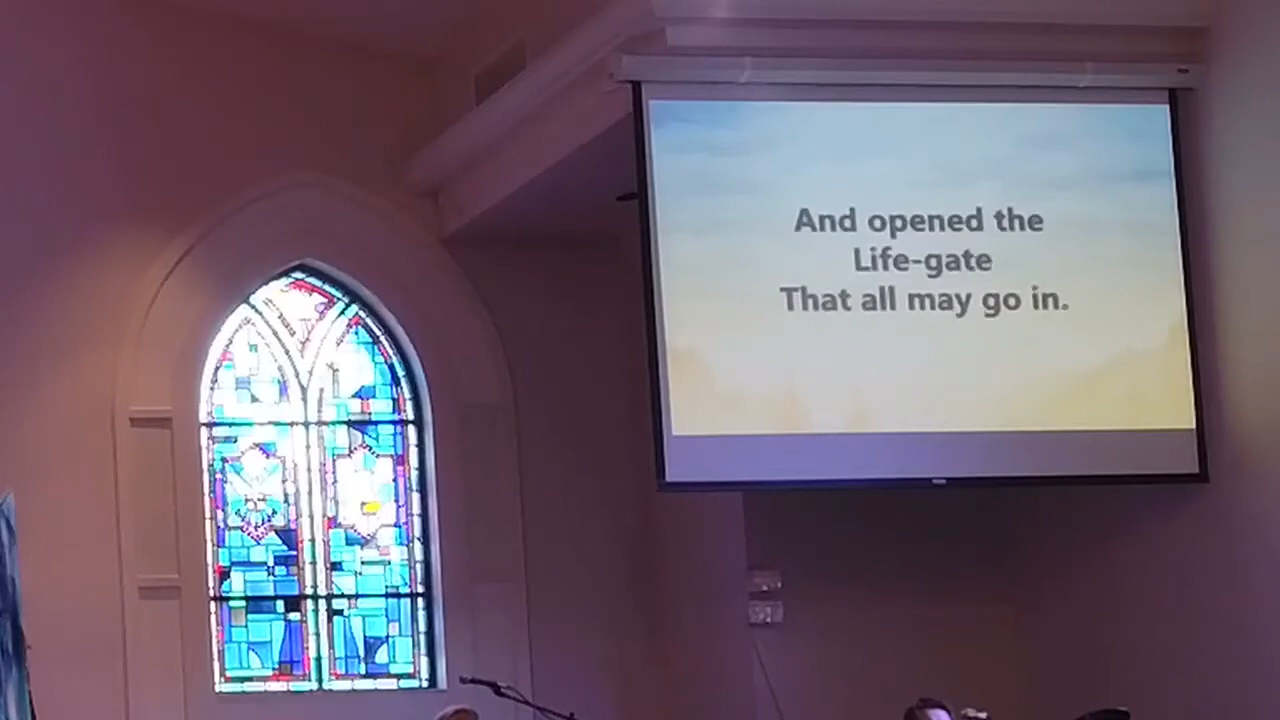 And opened the
Life-gate
That all may go in.